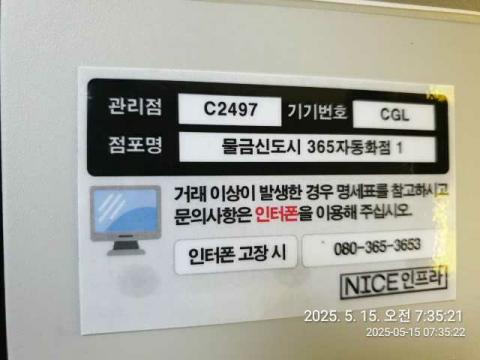 관리점 C2497 기기번호 CGL
점포명 물금신도시 365자동화점 1
거래 이상이 발생한 경우 명세표를 참고하시고
문의사항은 인터폰을 이용해 주십시오.
인터폰 고장 시 080-365-3653
NICE인프라
2025. 5. 15. 오전 7:35:21
2025-05-15 07:35:22